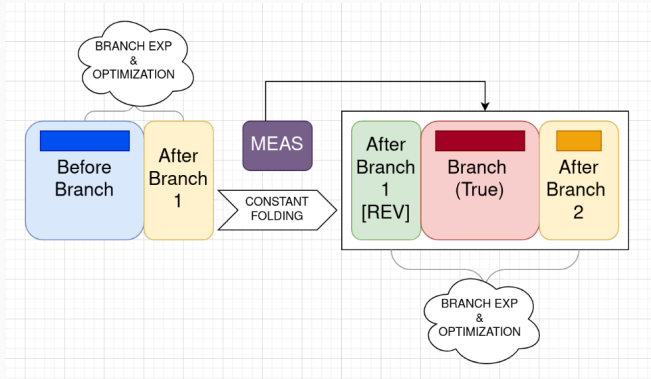 BRANCH EXP
&
OPTIMIZATION
Before
Branch
After
Branch
1
MEAS
CONSTANT
FOLDING
After
Branch
1
[REV]
Branch
(True)
After
Branch
2
BRANCH EXP
&
OPTIMIZATION